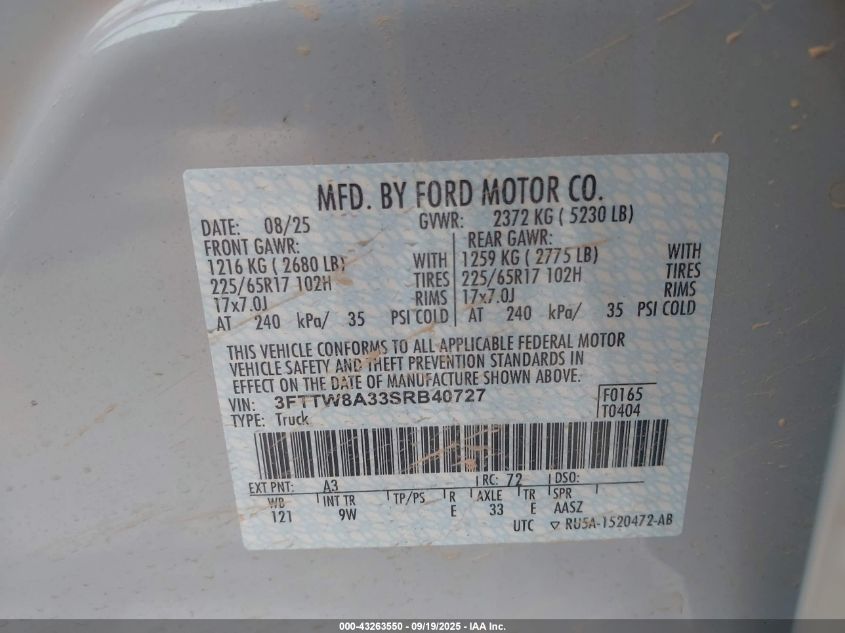 MFD. BY FORD MOTOR CO.
DATE: 08/25 GVWR: 2372 KG ( 5230 LB)
FRONT GAWR: REAR GAWR:
1216 KG ( 2680 LB) WITH 1259 KG ( 2775 LB) WITH
225/65R17 102H TIRES 225/65R17 102H TIRES
17x7.0J RIMS 17x7.0J RIMS
AT 240 kPa/ 35 PSI COLD AT 240 kPa/ 35 PSI COLD
THIS VEHICLE CONFORMS TO ALL APPLICABLE FEDERAL MOTOR
VEHICLE SAFETY AND THEFT PREVENTION STANDARDS IN
EFFECT ON THE DATE OF MANUFACTURE SHOWN ABOVE.
VIN: 3FTTW8A33SRB40727 F0165
TYPE: Truck T0404
EXT PNT: A3 RC: 72 DSO:
WB INT TR TP/PS R AXLE TR SPR
121 9W E 33 E AASZ
UTC ▽ RU5A-1520472-AB
000-43263550 - 09/19/2025 - IAA Inc.